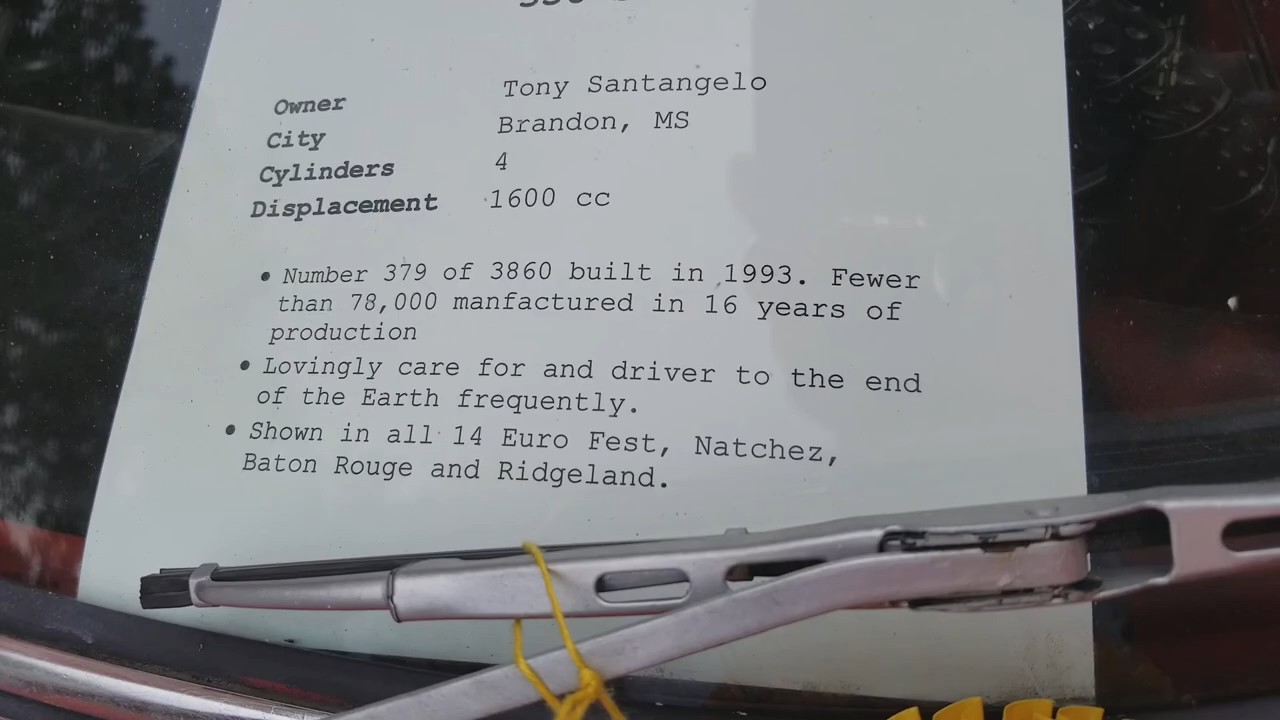 Owner Tony Santangelo
City Brandon, MS
Cylinders 4
Displacement 1600 cc
• Number 379 of 3860 built in 1993. Fewer
than 78,000 manfactured in 16 years of
production
• Lovingly care for and driver to the end
of the Earth frequently.
• Shown in all 14 Euro Fest, Natchez,
Baton Rouge and Ridgeland.